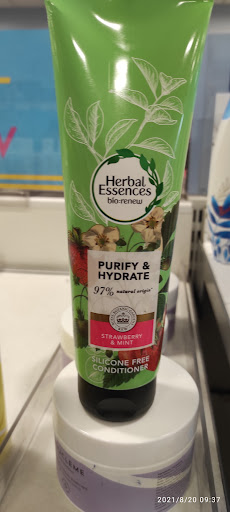 Herbal
Essences
bio:renew
PURIFY &
HYDRATE
97% natural origin*
STRAWBERRY
& MINT
SILICONE FREE
CONDITIONER
2021/8/20 09:37